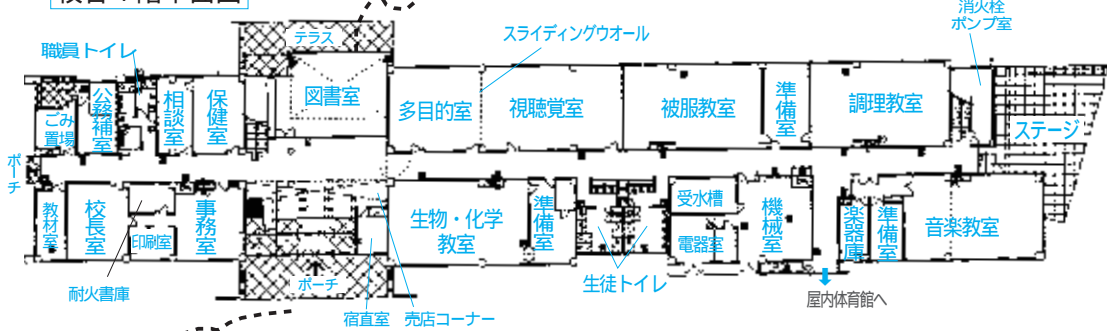 テラス
スライディングウオール
消火栓
ポンプ室
職員トイレ
ごみ
置場
公務補室
相談室
保健室
図書室
多目的室
視聴覚室
被服教室
準備室
調理教室
ステージ
ポーチ
教材室
校長室
印刷室
事務室
生物・化学
教室
準備室
受水槽
電器室
機械室
楽器庫
準備室
音楽教室
耐火書庫
ポーチ
宿直室
売店コーナー
生徒トイレ
屋内体育館へ